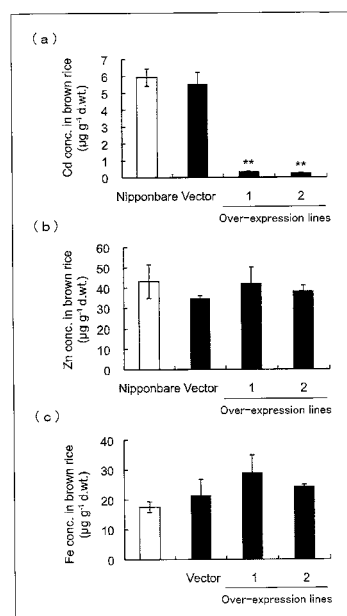 (a)
Cd conc. in brown rice
(μg g-1 d.wt.)
7
6
5
4
3
2
1
0
** **
Nipponbare Vector 1 2
Over-expression lines
(b)
Zn conc. in brown rice
(μg g-1 d.wt.)
60
50
40
30
20
10
0
Nipponbare Vector 1 2
Over-expression lines
(c)
Fe conc. in brown rice
(μg g-1 d.wt.)
40
30
20
10
0
Vector 1 2
Over-expression lines